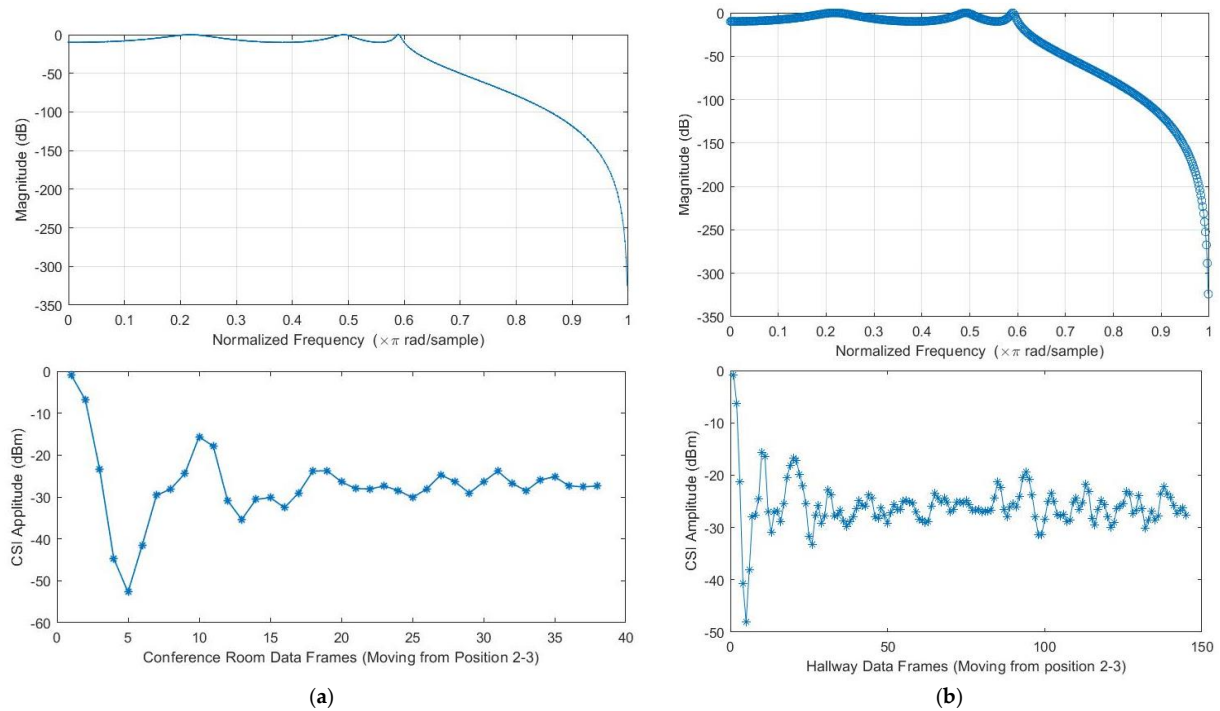 0
-50
-100
-150
-200
-250
-300
-350
Magnitude (dB)
0 0.1 0.2 0.3 0.4 0.5 0.6 0.7 0.8 0.9 1
Normalized Frequency (×π rad/sample)
0
-10
-20
-30
-40
-50
-60
CSI Applitude (dBm)
0 5 10 15 20 25 30 35 40
Conference Room Data Frames (Moving from Position 2-3)
(a)
0
-50
-100
-150
-200
-250
-300
-350
Magnitude (dB)
0 0.1 0.2 0.3 0.4 0.5 0.6 0.7 0.8 0.9 1
Normalized Frequency (×π rad/sample)
0
-10
-20
-30
-40
-50
CSI Amplitude (dBm)
0 50 100 150
Hallway Data Frames (Moving from position 2-3)
(b)